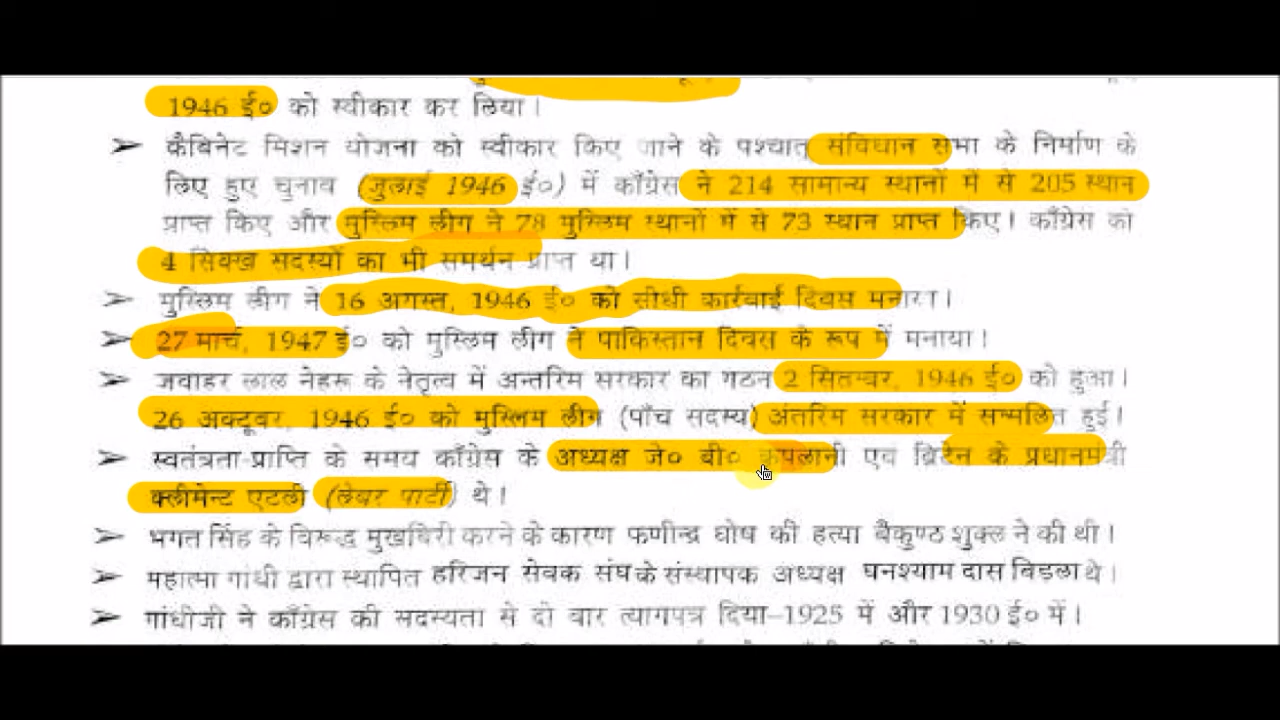 1946 ई० को स्वीकार कर लिया।
➢ कैबिनेट मिशन योजना को स्वीकार किए जाने के पश्चात् संविधान सभा के निर्माण के
लिए हुए चुनाव (जुलाई 1946 ई०) में काँग्रेस ने 214 सामान्य स्थानों में से 205 स्थान
प्राप्त किए और मुस्लिम लीग ने 78 मुस्लिम स्थानों में से 73 स्थान प्राप्त किए। काँग्रेस को
4 सिक्ख सदस्यों का भी समर्थन प्राप्त था।
➢ मुस्लिम लीग ने 16 अगस्त, 1946 ई० को सीधी कार्रवाई दिवस मनाया।
➢ 27 मार्च, 1947 ई० को मुस्लिम लीग ने पाकिस्तान दिवस के रूप में मनाया।
➢ जवाहर लाल नेहरू के नेतृत्व में अन्तरिम सरकार का गठन 2 सितम्बर, 1946 ई० को हुआ।
26 अक्टूबर, 1946 ई० को मुस्लिम लीग (पाँच सदस्य) अंतरिम सरकार में सम्मलित हुई।
➢ स्वतंत्रता-प्राप्ति के समय काँग्रेस के अध्यक्ष जे० बी० कृपलानी एवं ब्रिटेन के प्रधानमंत्री
क्लीमेन्ट एटली (लेबर पार्टी) थे।
➢ भगत सिंह के विरूद्ध मुखबिरी करने के कारण फणीन्द्र घोष की हत्या बैकुण्ठ शुक्ल ने की थी।
➢ महात्मा गांधी द्वारा स्थापित हरिजन सेवक संघ के संस्थापक अध्यक्ष घनश्याम दास बिडला थे।
➢ गांधीजी ने काँग्रेस की सदस्यता से दो बार त्यागपत्र दिया–1925 में और 1930 ई० में।